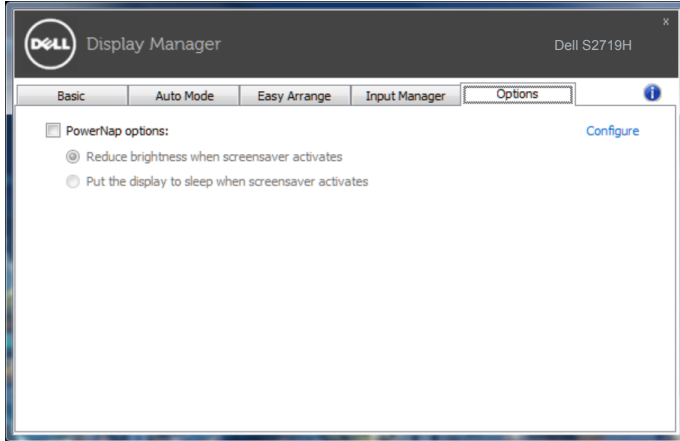 x
DELL Display Manager Dell S2719H
Basic Auto Mode Easy Arrange Input Manager Options i
PowerNap options: Configure
Reduce brightness when screensaver activates
Put the display to sleep when screensaver activates